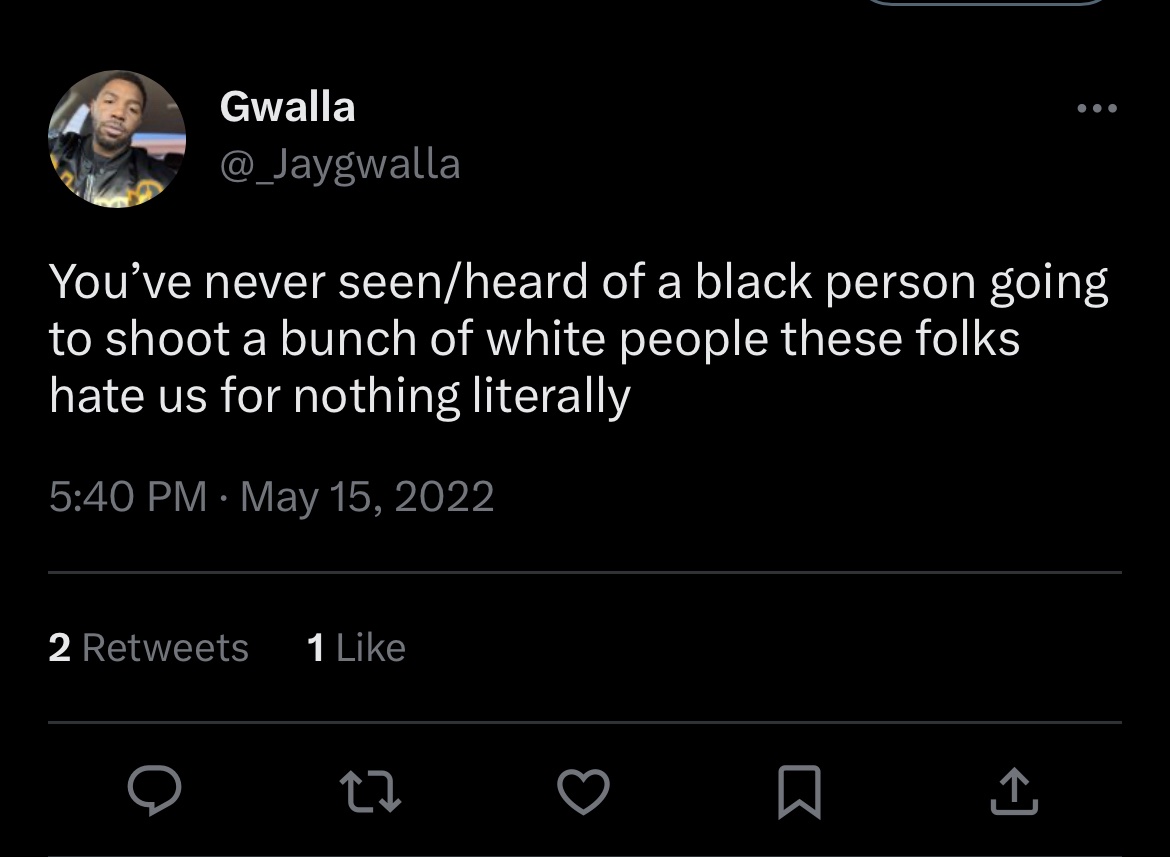 Gwalla
@_Jaygwalla
You’ve never seen/heard of a black person going
to shoot a bunch of white people these folks
hate us for nothing literally
5:40 PM · May 15, 2022
2 Retweets 1 Like